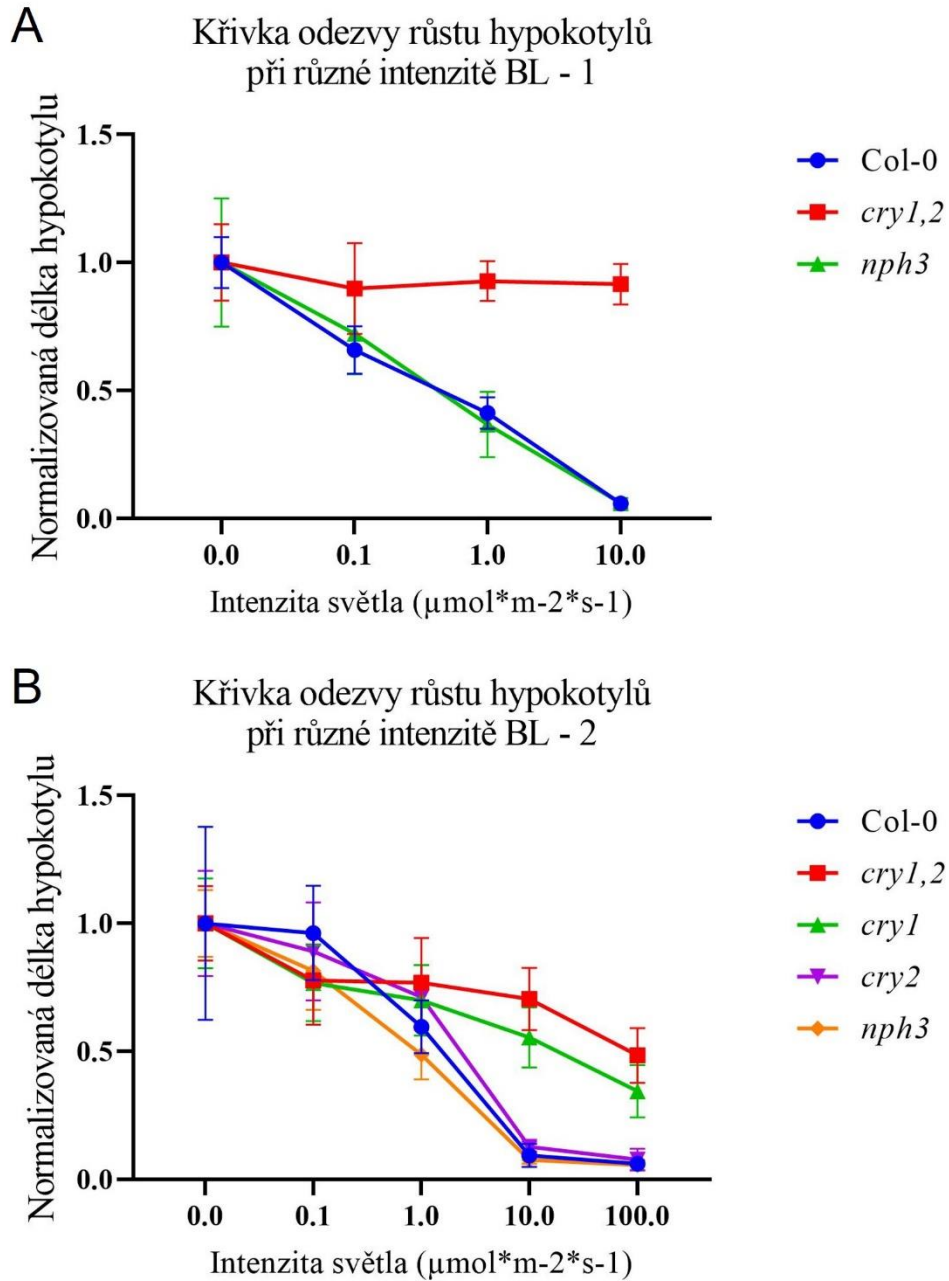 A
Křivka odezvy růstu hypokotylů
při různé intenzitě BL - 1
Normalizovaná délka hypokotylu
1.5
1.0
0.5
0.0
0.0 0.1 1.0 10.0
Intenzita světla (µmol*m-2*s-1)
Col-0
cry1,2
nph3
B
Křivka odezvy růstu hypokotylů
při různé intenzitě BL - 2
Normalizovaná délka hypokotylu
1.5
1.0
0.5
0.0
0.0 0.1 1.0 10.0 100.0
Intenzita světla (µmol*m-2*s-1)
Col-0
cry1,2
cry1
cry2
nph3